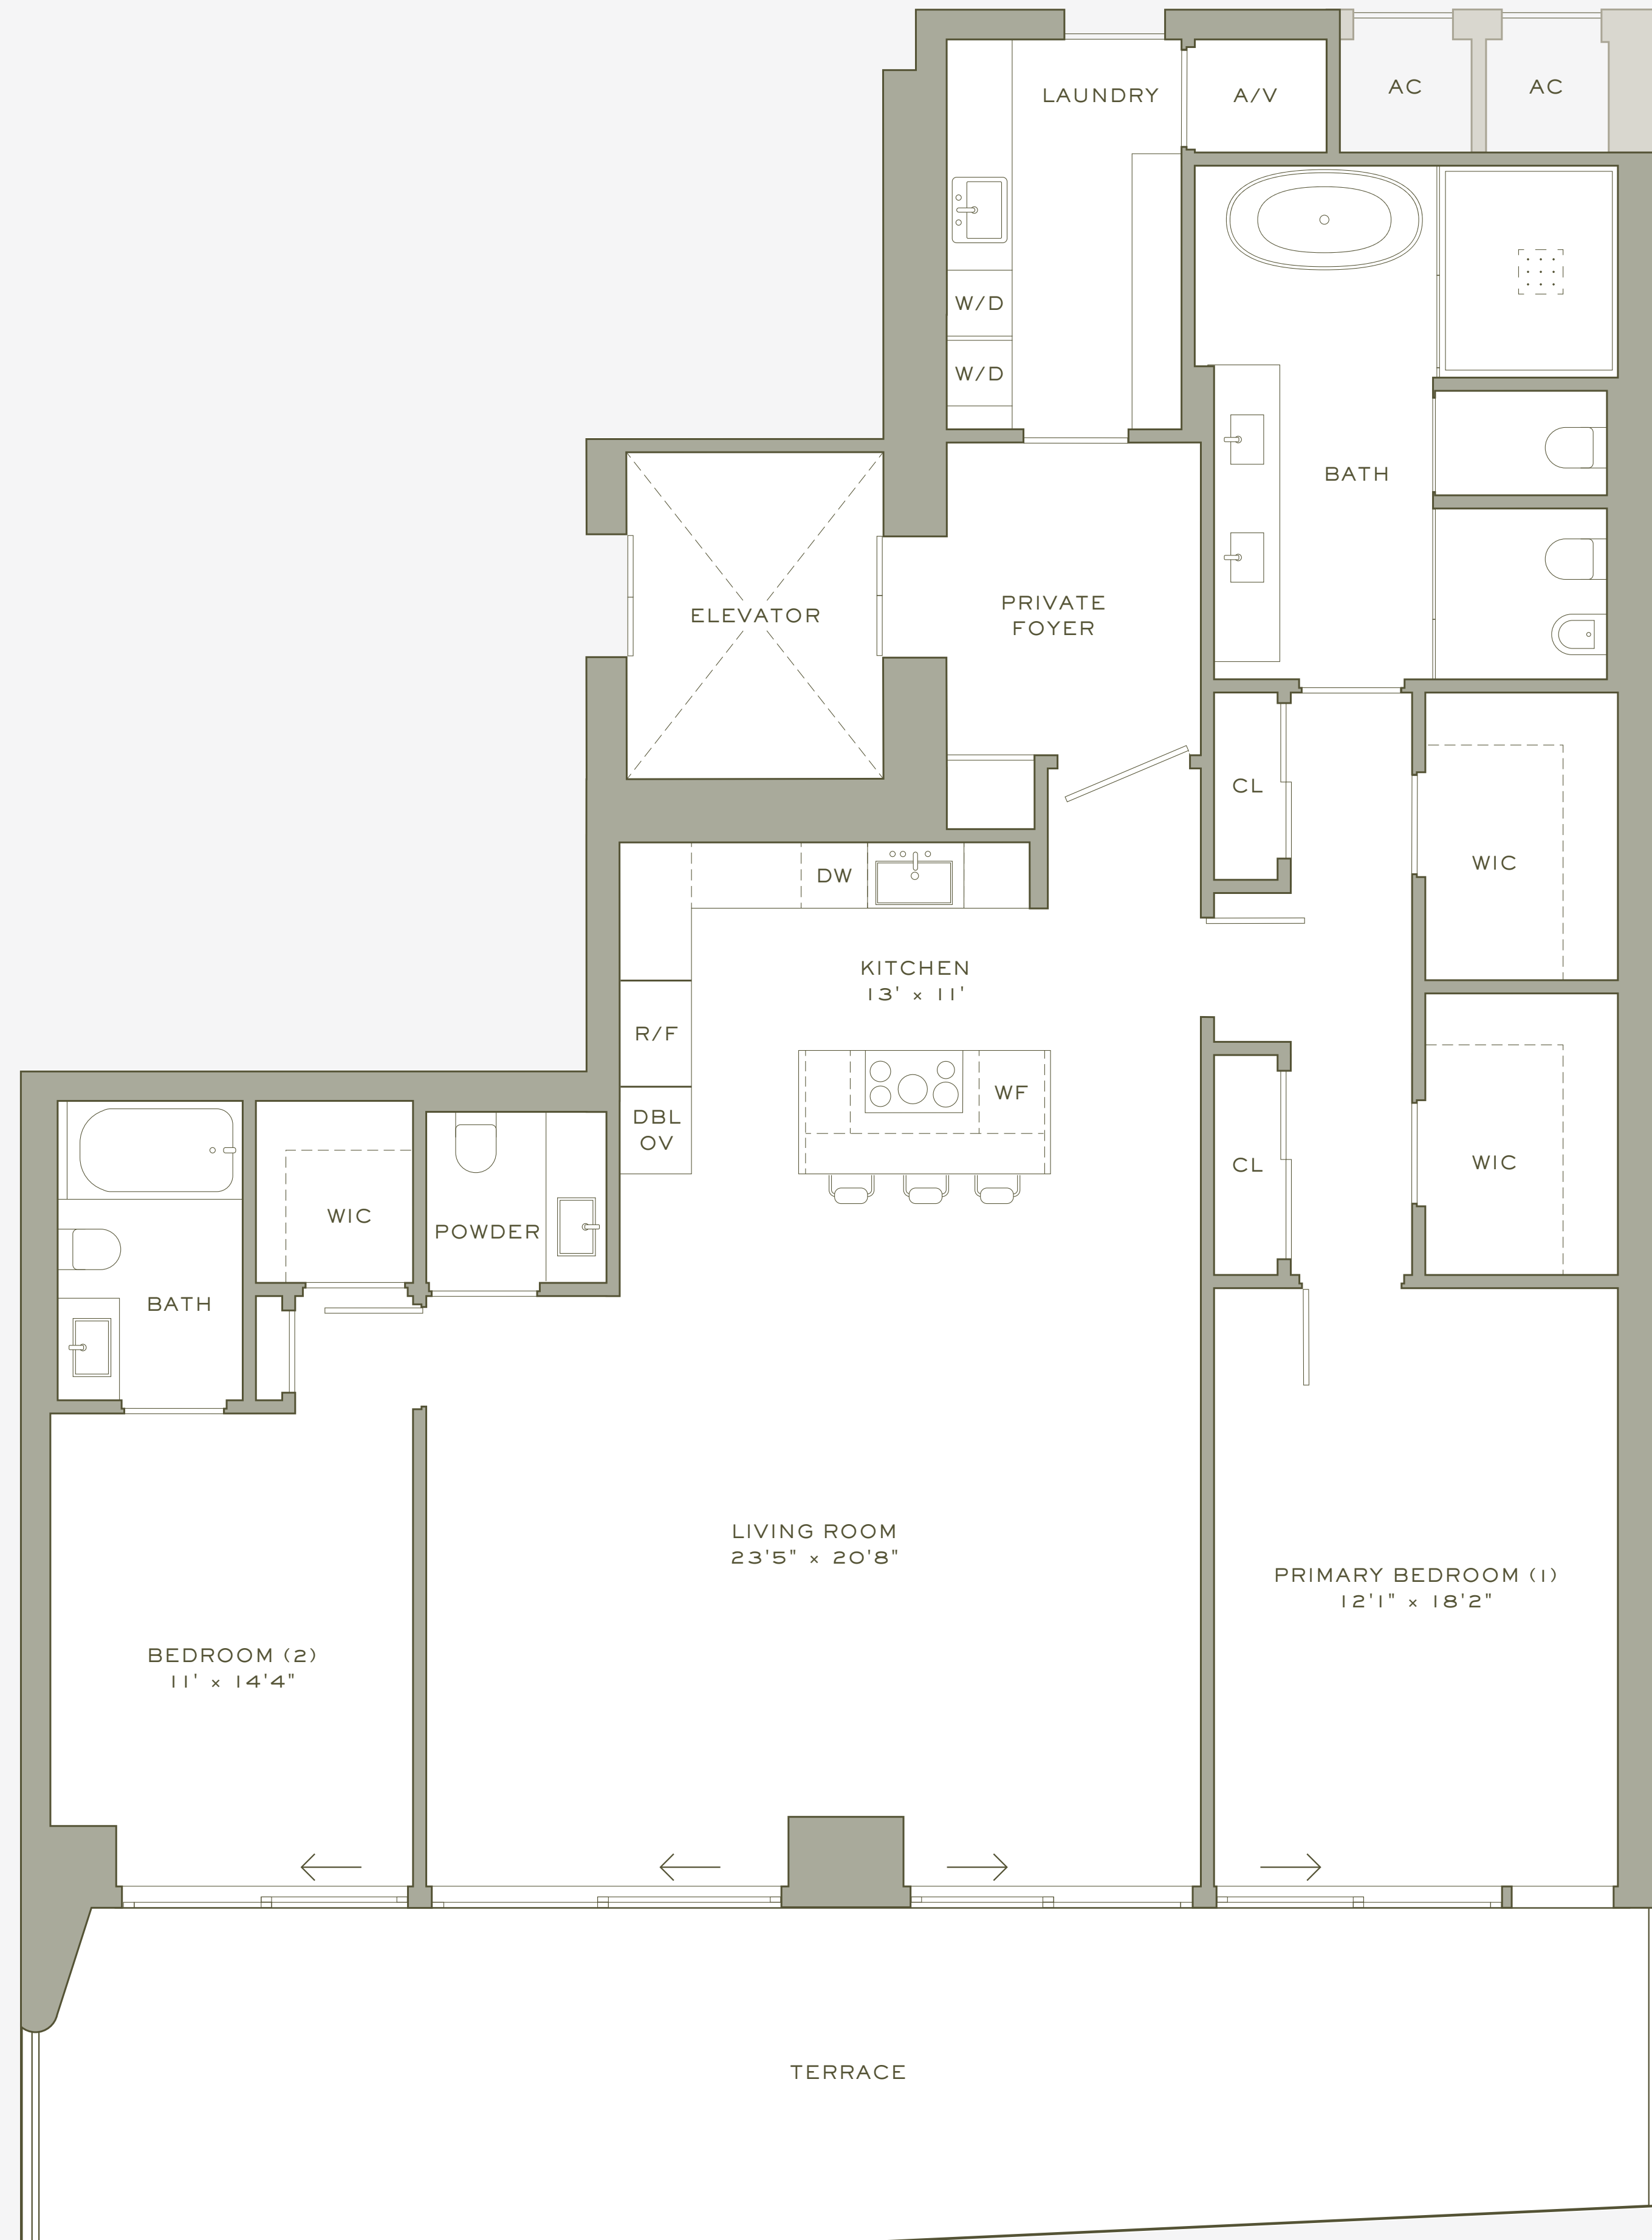 LAUNDRY
A/V
AC
AC
W/D
W/D
BATH
PRIVATE
FOYER
ELEVATOR
CL
WIC
DW
KITCHEN
13' × 11'
R/F
WF
DBL
OV
CL
WIC
WIC
POWDER
BATH
LIVING ROOM
23'5" × 20'8"
PRIMARY BEDROOM (1)
12'1" × 18'2"
BEDROOM (2)
11' × 14'4"
TERRACE